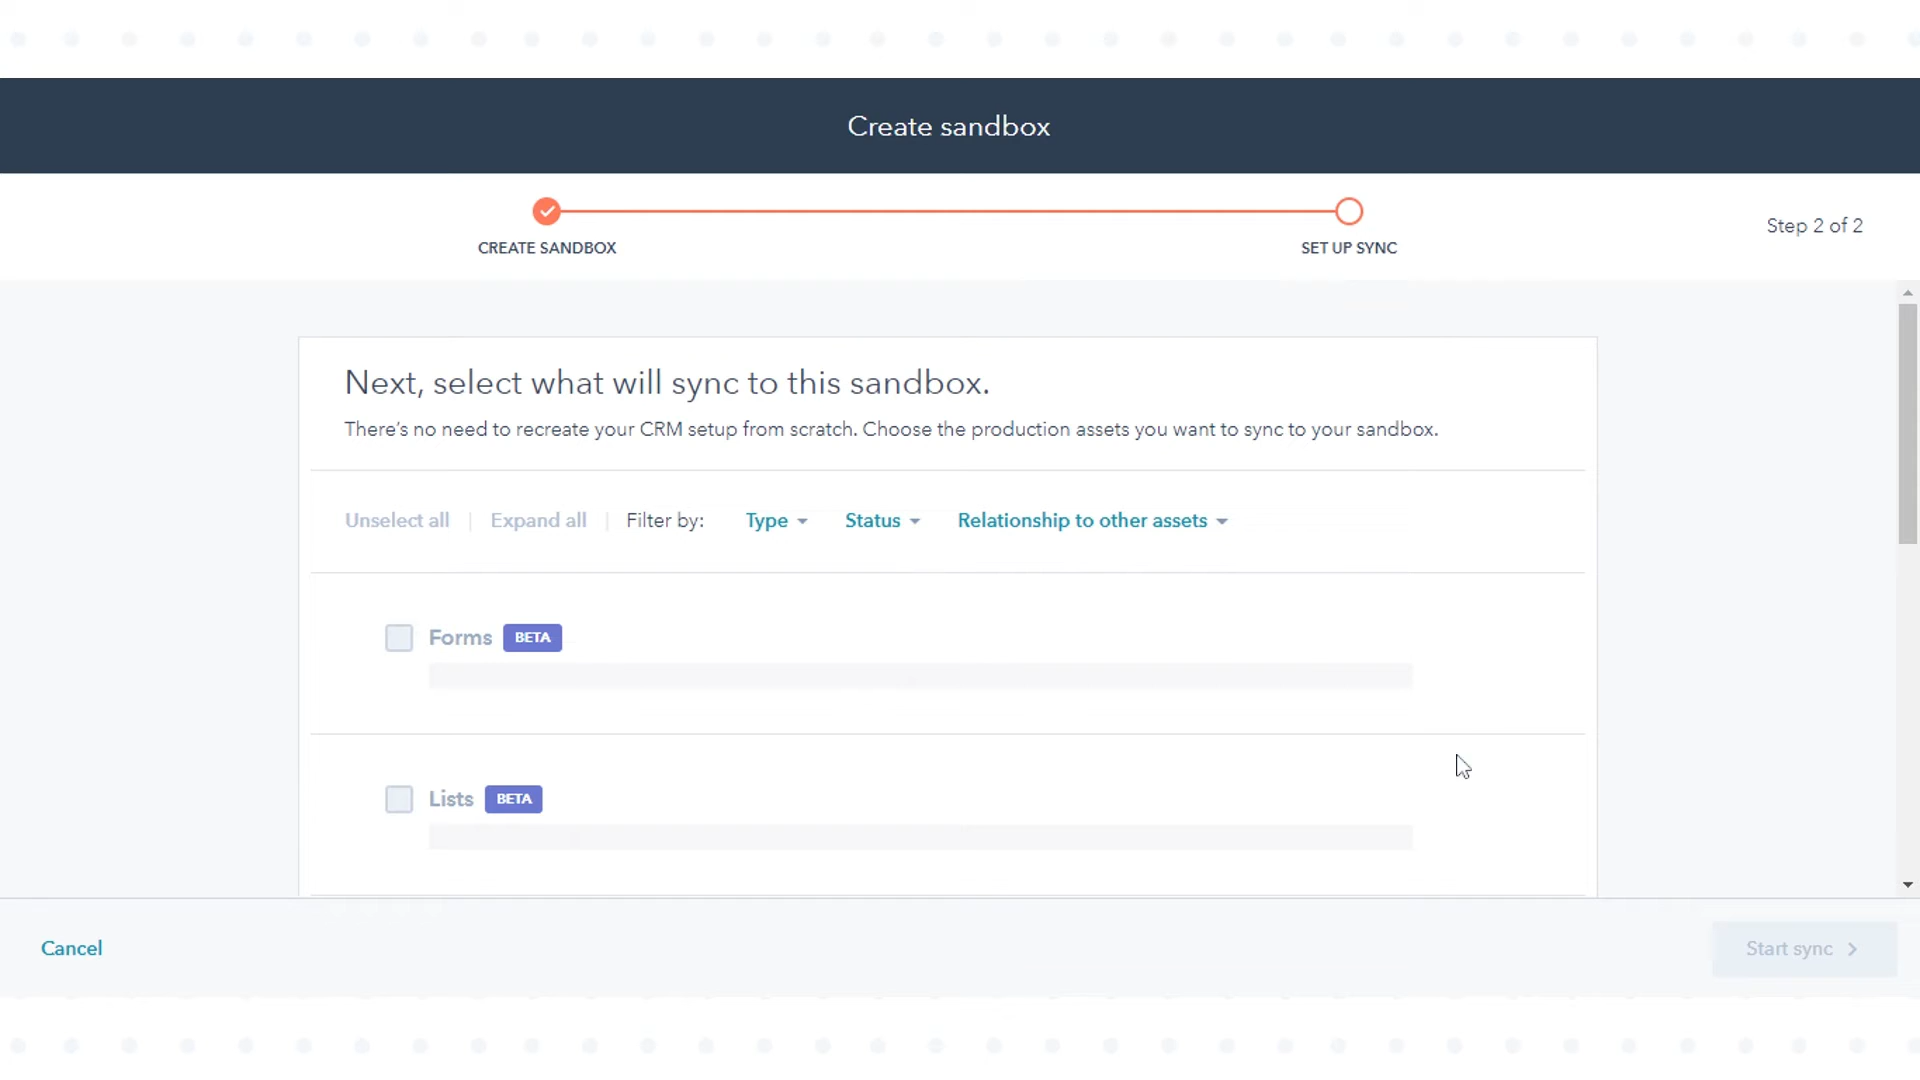 Create sandbox
CREATE SANDBOX
SET UP SYNC
Step 2 of 2
Next, select what will sync to this sandbox.
There's no need to recreate your CRM setup from scratch. Choose the production assets you want to sync to your sandbox.
Unselect all | Expand all | Filter by: Type Status Relationship to other assets
Forms BETA
Lists BETA
Cancel
Start sync